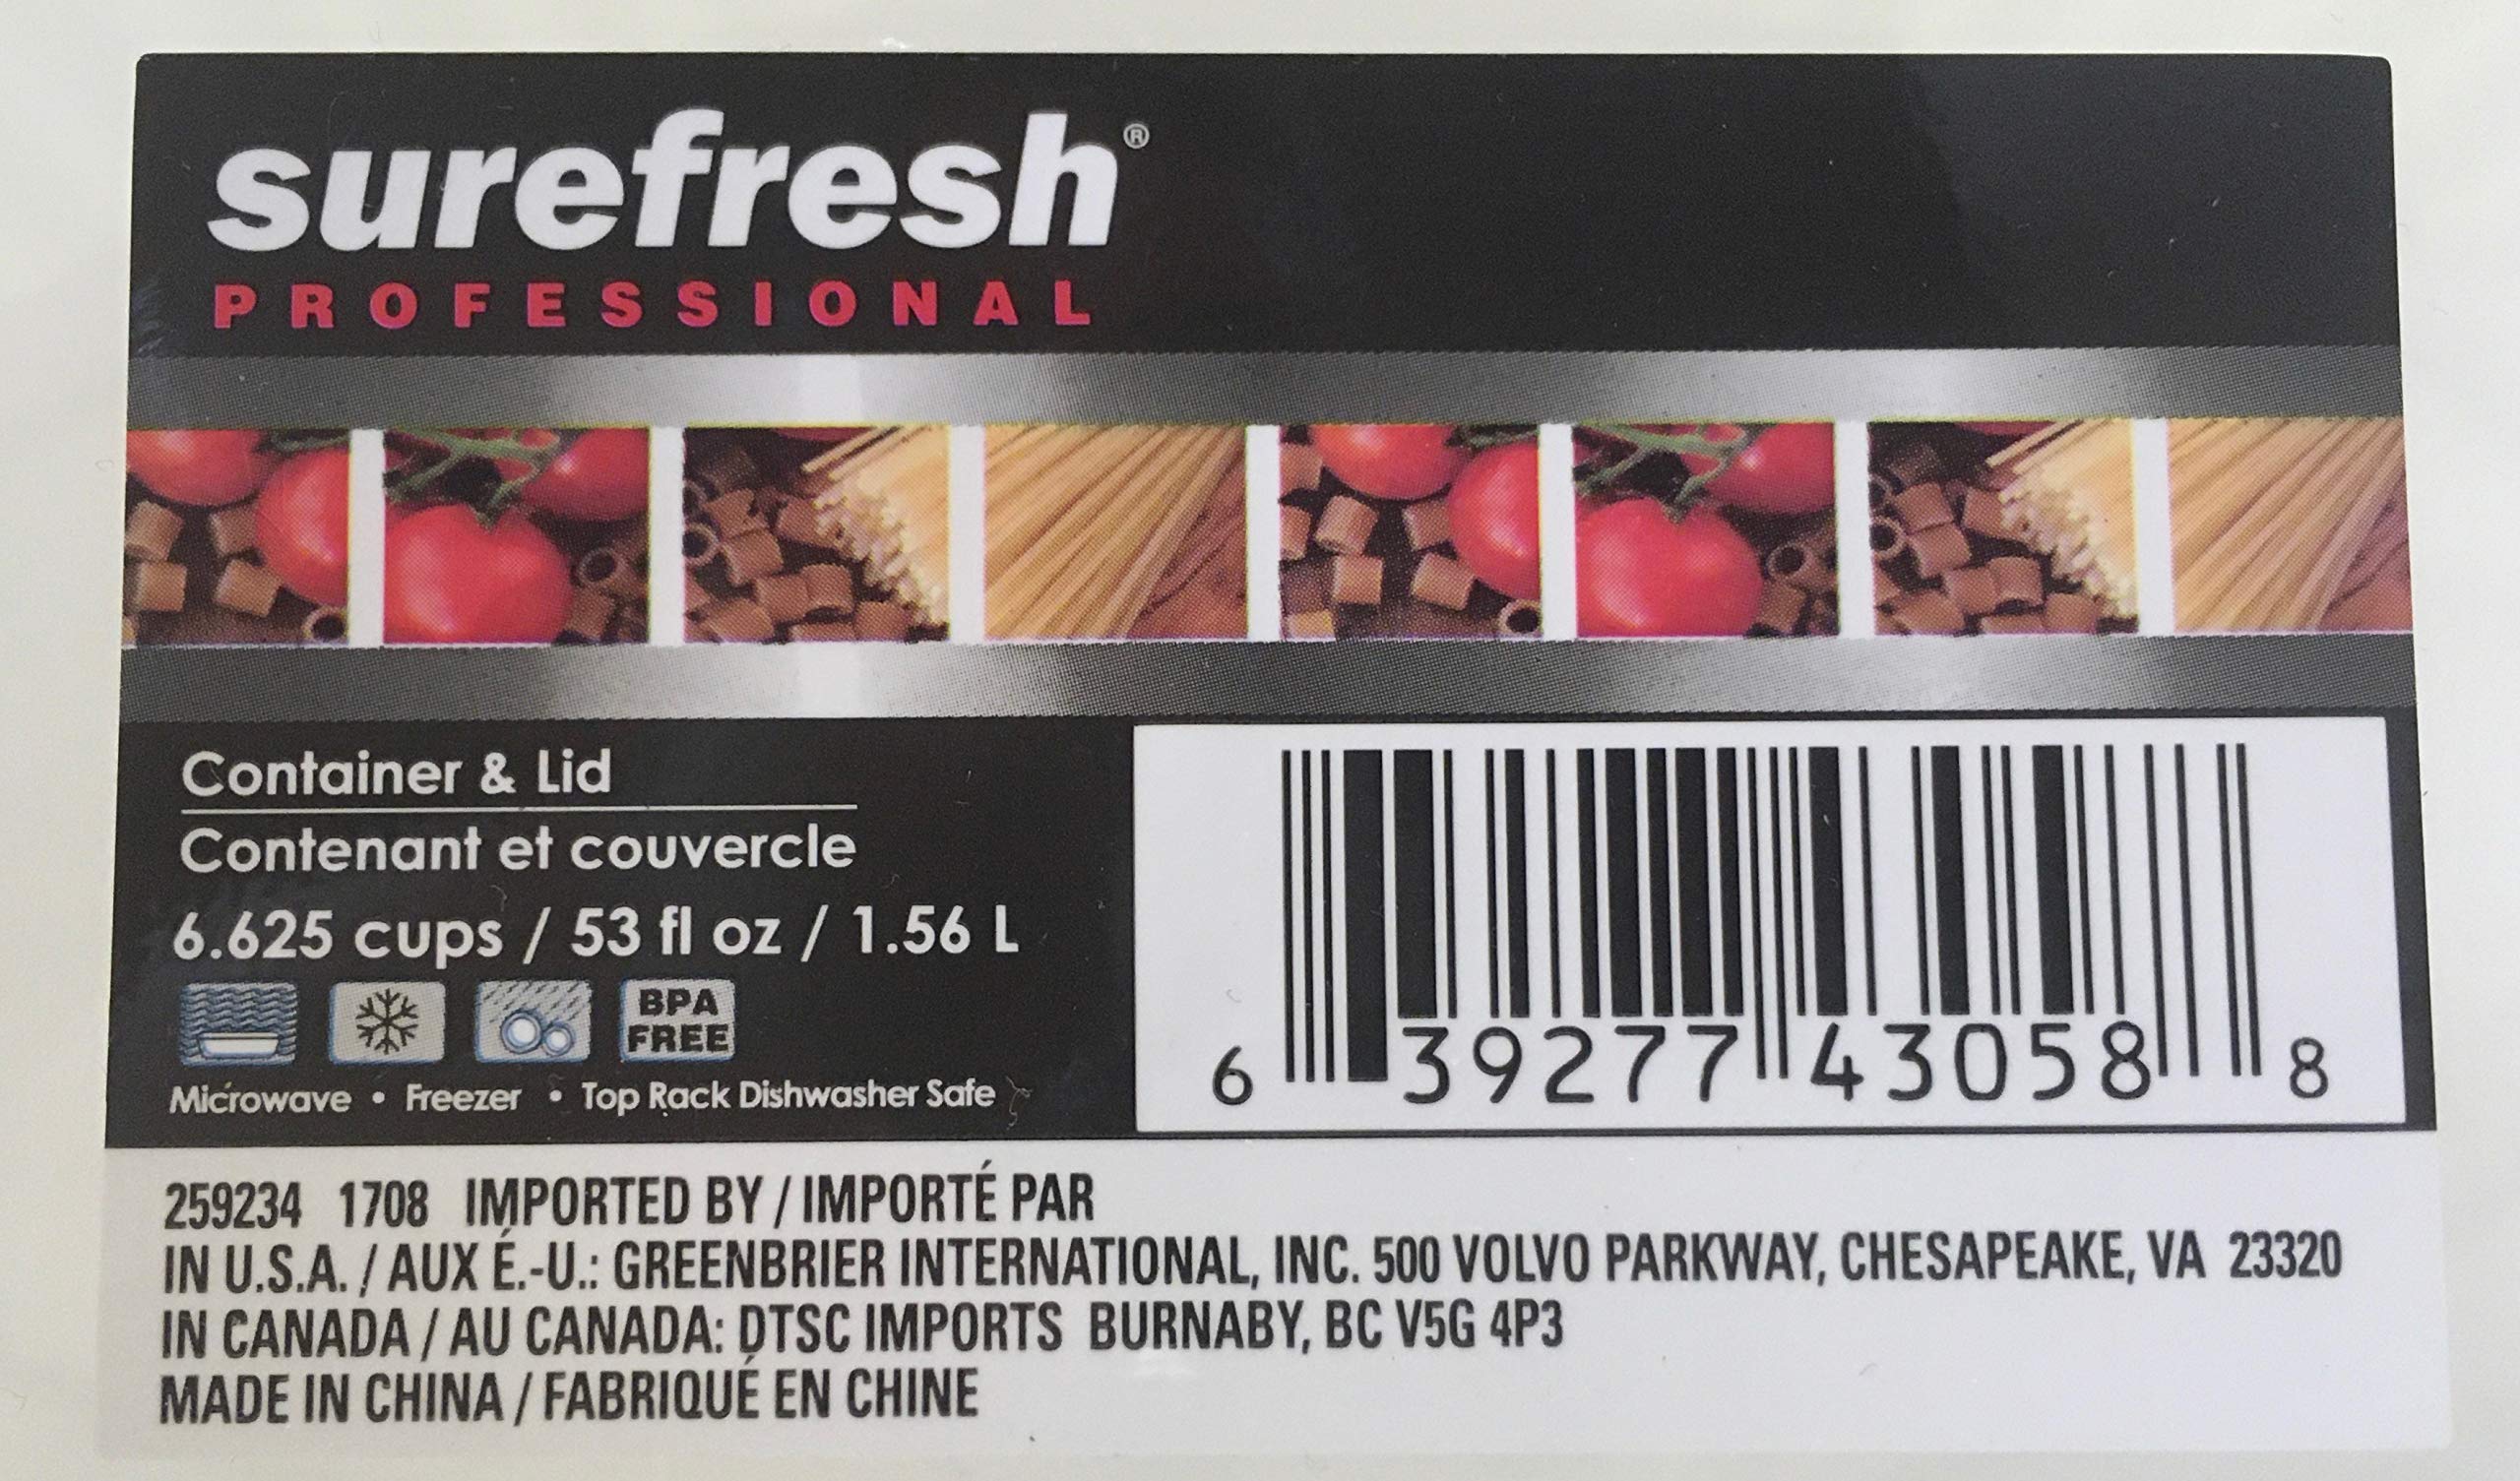 surefresh®
PROFESSIONAL
Container & Lid
Contenant et couvercle
6.625 cups / 53 fl oz / 1.56 L
BPA
FREE
Microwave • Freezer • Top Rack Dishwasher Safe
6 39277 43058 8
259234 1708 IMPORTED BY / IMPORTÉ PAR
IN U.S.A. / AUX É.-U.: GREENBRIER INTERNATIONAL, INC. 500 VOLVO PARKWAY, CHESAPEAKE, VA 23320
IN CANADA / AU CANADA: DTSC IMPORTS BURNABY, BC V5G 4P3
MADE IN CHINA / FABRIQUÉ EN CHINE